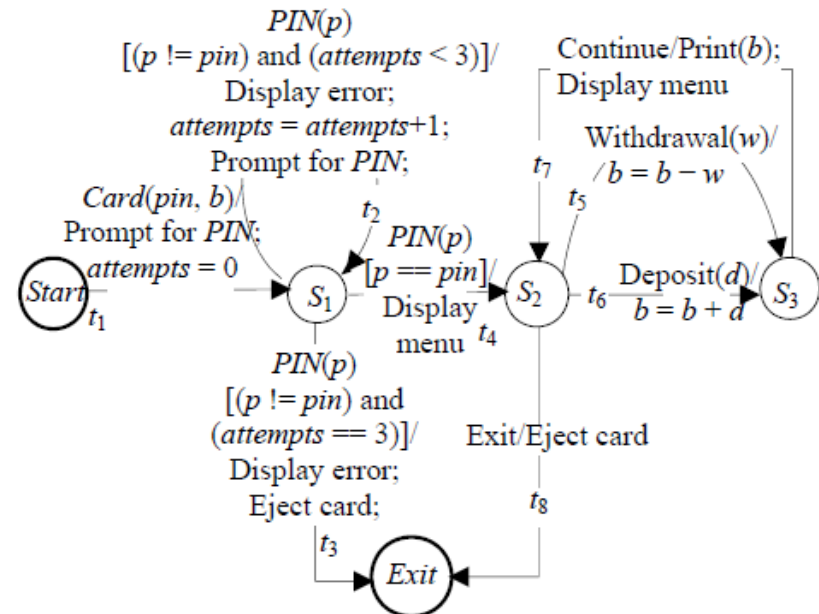 PIN(p)
[(p != pin) and (attempts < 3)]/
Display error;
attempts = attempts+1;
Prompt for PIN;
t2
Continue/Print(b);
Display menu
t7
Withdrawal(w)/
/b = b – w
t5
Card(pin, b)/
Prompt for PIN;
attempts = 0
Start
t1
S1
PIN(p)
[p == pin]/
Display
menu
t4
S2
t6
Deposit(d)/
b = b + d
S3
PIN(p)
[(p != pin) and
(attempts == 3)]/
Display error;
Eject card;
t3
Exit/Eject card
t8
Exit